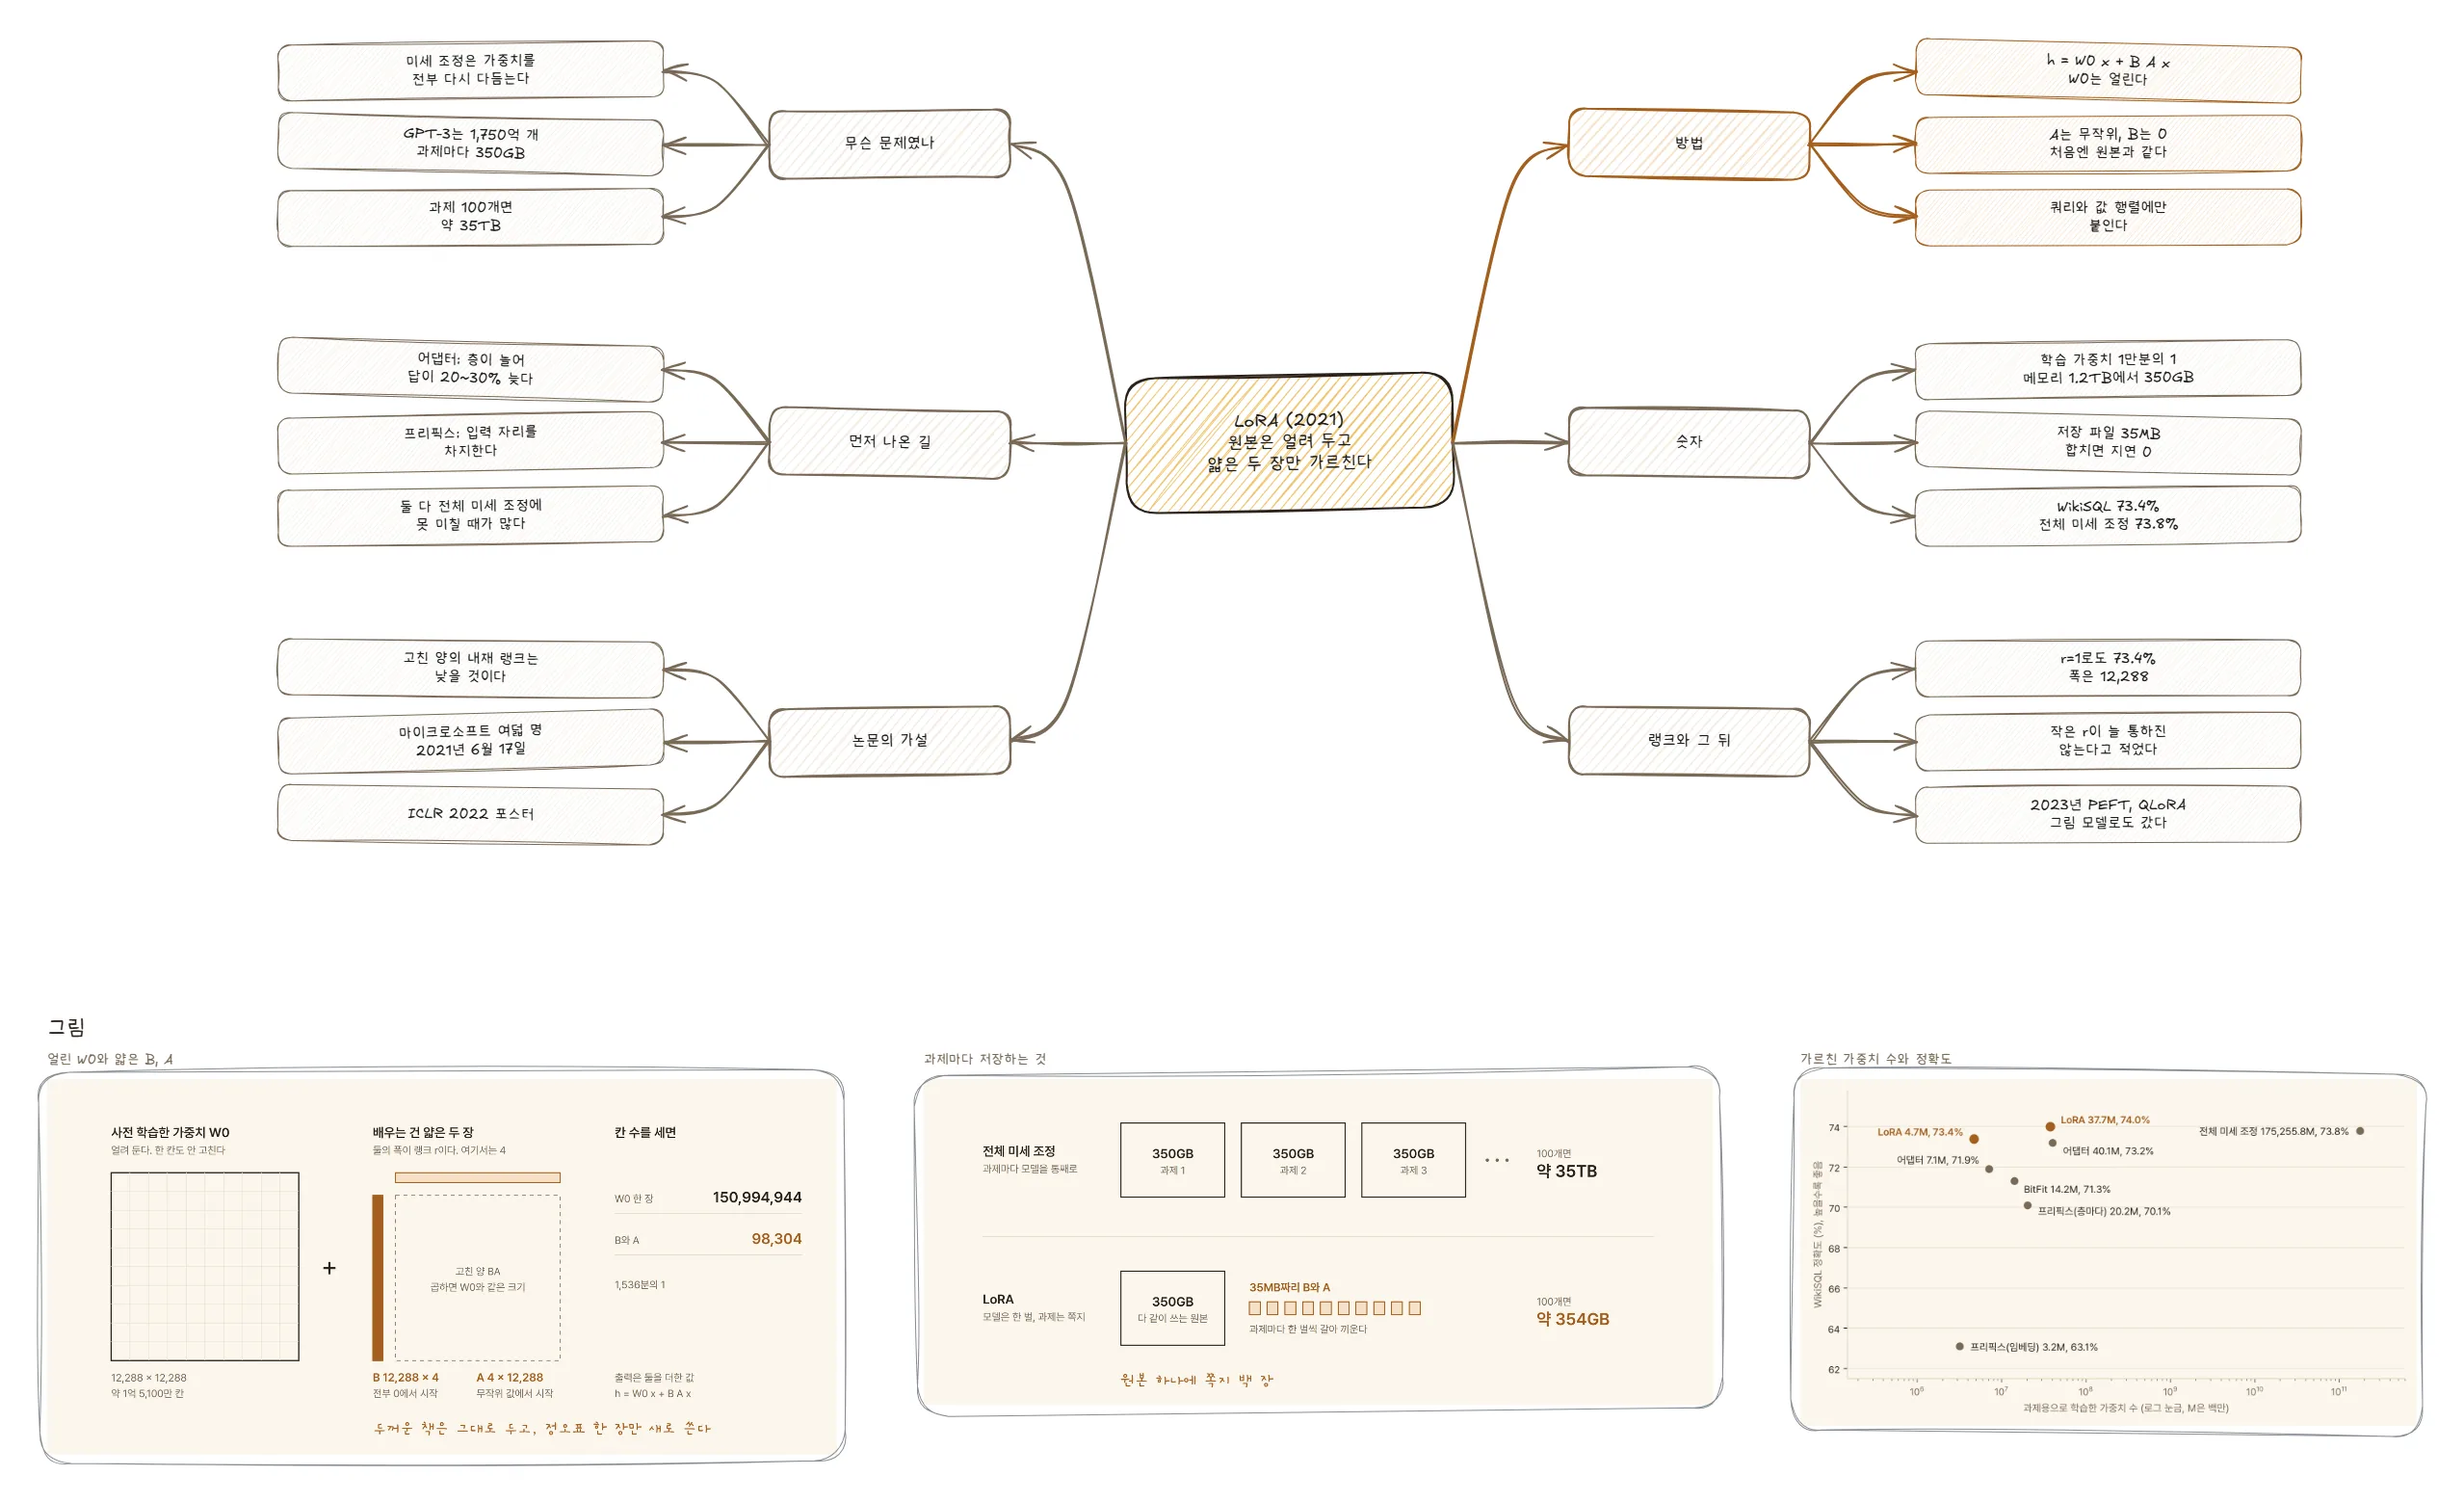 미세 조정은 가중치를
전부 다시 다듬는다
GPT-3는 1,750억 개
과제마다 350GB
과제 100개면
약 35TB
무슨 문제였나
어댑터: 층이 늘어
답이 20~30% 늦다
프리픽스: 입력 자리를
차지한다
둘 다 전체 미세 조정에
못 미칠 때가 많다
먼저 나온 길
고친 양의 내재 랭크는
낮을 것이다
마이크로소프트 여덟 명
2021년 6월 17일
ICLR 2022 포스터
논문의 가설
LoRA (2021)
원본은 얼려 두고
얇은 두 장만 가르친다
방법
h = W0 x + B A x
W0는 얼린다
A는 무작위, B는 0
처음엔 원본과 같다
쿼리와 값 행렬에만
붙인다
숫자
학습 가중치 1만분의 1
메모리 1.2TB에서 350GB
저장 파일 35MB
합치면 지연 0
WikiSQL 73.4%
전체 미세 조정 73.8%
랭크와 그 뒤
r=1로도 73.4%
폭은 12,288
작은 r이 늘 통하진
않는다고 적었다
2023년 PEFT, QLoRA
그림 모델로도 갔다
그림
얼린 W0와 얇은 B, A
사전 학습한 가중치 W0
얼려 둔다. 한 칸도 안 고친다
12,288 × 12,288
약 1억 5,100만 칸
+
배우는 건 얇은 두 장
둘의 폭이 랭크 r이다. 여기서는 4
고친 양 BA
곱하면 W0와 같은 크기
B 12,288 × 4
전부 0에서 시작
A 4 × 12,288
무작위 값에서 시작
칸 수를 세면
W0 한 장 150,994,944
B와 A 98,304
1,536분의 1
출력은 둘을 더한 값
h = W0 x + B A x
두꺼운 책은 그대로 두고, 정오표 한 장만 새로 쓴다
과제마다 저장하는 것
전체 미세 조정
과제마다 모델을 통째로
350GB
과제 1
350GB
과제 2
350GB
과제 3
100개면
약 35TB
LoRA
모델은 한 벌, 과제는 쪽지
350GB
다 같이 쓰는 원본
35MB짜리 B와 A
과제마다 한 벌씩 갈아 끼운다
100개면
약 354GB
원본 하나에 쪽지 백 장
가르친 가중치 수와 정확도
WikiSQL 정확도 (%), 높을수록 좋음
74
72
70
68
66
64
62
LoRA 4.7M, 73.4%
LoRA 37.7M, 74.0%
전체 미세 조정 175,255.8M, 73.8%
어댑터 40.1M, 73.2%
어댑터 7.1M, 71.9%
BitFit 14.2M, 71.3%
프리픽스(층마다) 20.2M, 70.1%
프리픽스(임베딩) 3.2M, 63.1%
10⁶ 10⁷ 10⁸ 10⁹ 10¹⁰ 10¹¹
과제용으로 학습한 가중치 수 (로그 눈금, M은 백만)